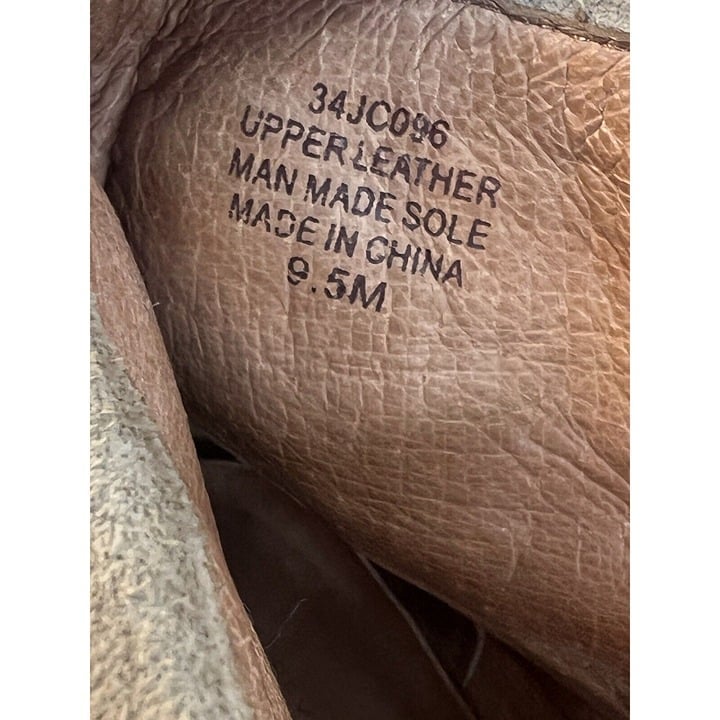 34JC096
UPPER LEATHER
MAN MADE SOLE
MADE IN CHINA
9.5M